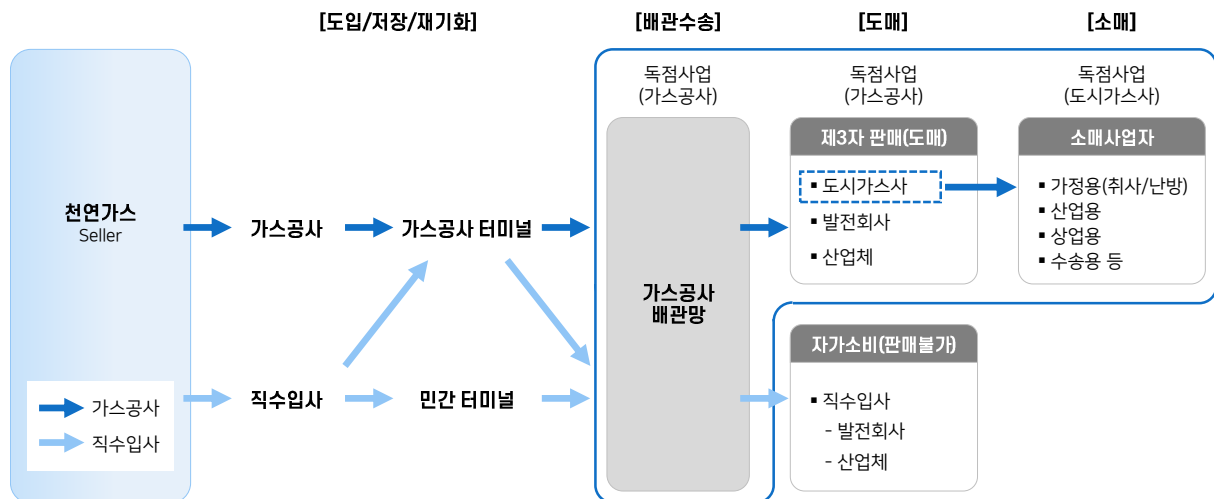 [도입/저장/재기화]
[배관수송]
[도매]
[소매]
독점사업
(가스공사)
독점사업
(가스공사)
독점사업
(도시가스사)
제3자 판매(도매)
▪ 도시가스사
▪ 발전회사
▪ 산업체
소매사업자
▪ 가정용(취사/난방)
▪ 산업용
▪ 상업용
▪ 수송용 등
천연가스
Seller
가스공사
가스공사 터미널
가스공사
배관망
직수입사
민간 터미널
자가소비(판매불가)
▪ 직수입사
- 발전회사
- 산업체
가스공사
직수입사